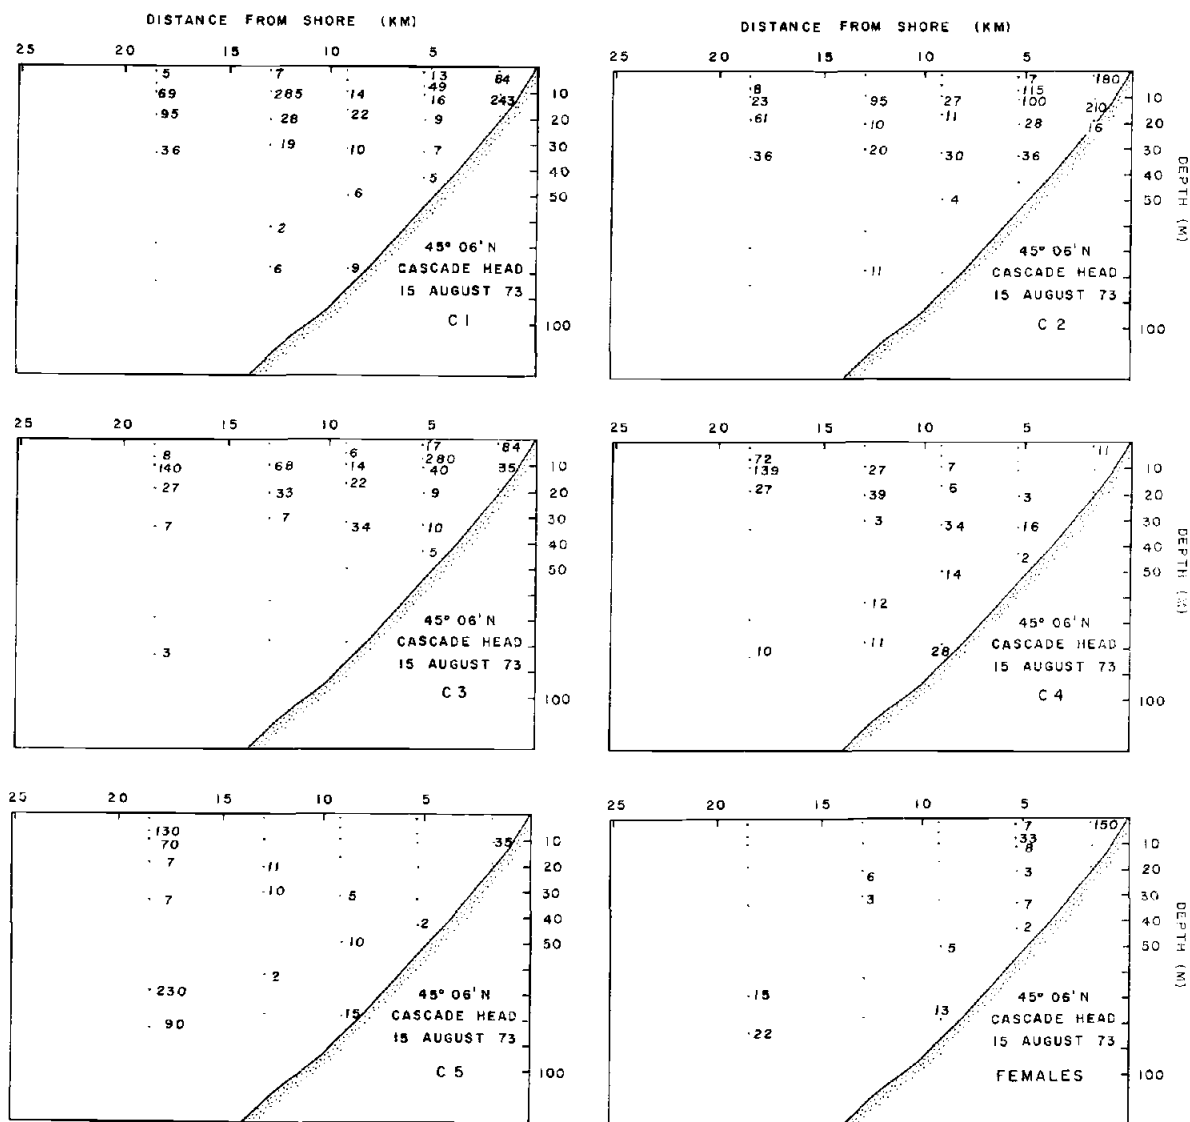 DISTANCE FROM SHORE (KM)
25 20 15 10 5
5 7 13 84
49
69 285 14 16 243 10
95 28 22 9 20
36 19 10 7 30
5 40
6 50
2
45° 06' N
6 9 CASCADE HEAD
15 AUGUST 73
C 1 100
DISTANCE FROM SHORE (KM)
25 20 15 10 5
7 180
8 115
23 95 27 100 210 10
61 10 11 28 16 20
36 20 30 36 30
40
4 50
DEPTH (M)
45° 06' N
11 CASCADE HEAD
15 AUGUST 73
C 2 100
25 20 15 10 5
6 17 84
8 280
140 68 14 40 35 10
27 33 22 9 20
7 7 34 10 30
5 40
50
45° 06' N
3 CASCADE HEAD
15 AUGUST 73
C 3 100
25 20 15 10 5
11
72
139 27 7 10
27 39 6 3 20
3 34 16 30
2 40
14 50
DEPTH (M)
12
45° 06' N
11 CASCADE HEAD
10 28 15 AUGUST 73
C 4 100
25 20 15 10 5
130
70 35 10
7 11 20
7 10 5 30
2 40
10 50
2
230 45° 06' N
90 15 CASCADE HEAD
15 AUGUST 73
C 5 100
25 20 15 10 5
7 150
33
8 10
6 3 20
3 7 30
2 40
5 50
DEPTH (M)
15 45° 06' N
13 CASCADE HEAD
22 15 AUGUST 73
FEMALES 100